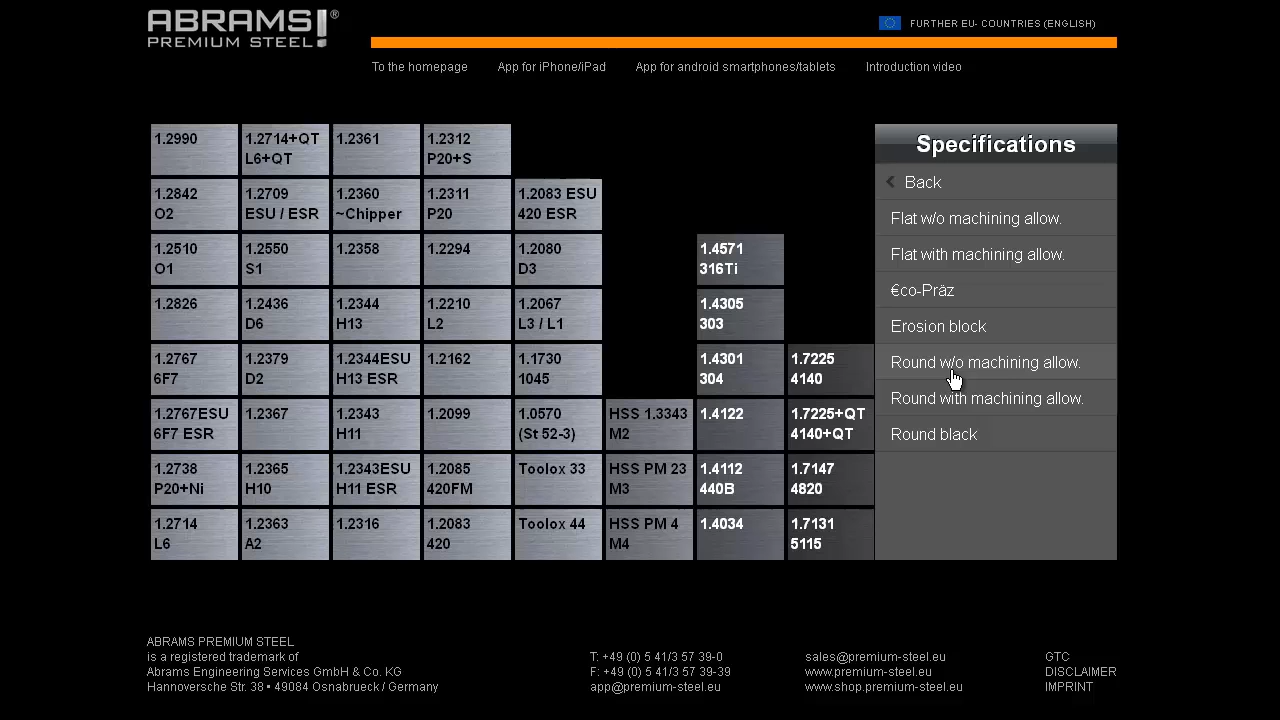 ABRAMS!®
PREMIUM STEEL
FURTHER EU- COUNTRIES (ENGLISH)
To the homepage
App for iPhone/iPad
App for android smartphones/tablets
Introduction video
1.2990
1.2714+QT
L6+QT
1.2361
1.2312
P20+S
1.2842
O2
1.2709
ESU / ESR
1.2360
~Chipper
1.2311
P20
1.2083 ESU
420 ESR
1.2510
O1
1.2550
S1
1.2358
1.2294
1.2080
D3
1.4571
316Ti
1.2826
1.2436
D6
1.2344
H13
1.2210
L2
1.2067
L3 / L1
1.4305
303
1.2767
6F7
1.2379
D2
1.2344ESU
H13 ESR
1.2162
1.1730
1045
1.4301
304
1.7225
4140
1.2767ESU
6F7 ESR
1.2367
1.2343
H11
1.2099
1.0570
(St 52-3)
HSS 1.3343
M2
1.4122
1.7225+QT
4140+QT
1.2738
P20+Ni
1.2365
H10
1.2343ESU
H11 ESR
1.2085
420FM
Toolox 33
HSS PM 23
M3
1.4112
440B
1.7147
4820
1.2714
L6
1.2363
A2
1.2316
1.2083
420
Toolox 44
HSS PM 4
M4
1.4034
1.7131
5115
Specifications
Back
Flat w/o machining allow.
Flat with machining allow.
€co-Präz
Erosion block
Round w/o machining allow.
Round with machining allow.
Round black
ABRAMS PREMIUM STEEL
is a registered trademark of
Abrams Engineering Services GmbH & Co. KG
Hannoversche Str. 38 • 49084 Osnabrueck / Germany
T: +49 (0) 5 41/3 57 39-0
F: +49 (0) 5 41/3 57 39-39
app@premium-steel.eu
sales@premium-steel.eu
www.premium-steel.eu
www.shop.premium-steel.eu
GTC
DISCLAIMER
IMPRINT